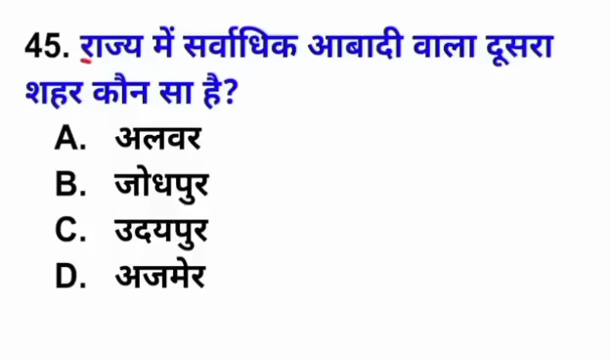 45. राज्य में सर्वाधिक आबादी वाला दूसरा
शहर कौन सा है?
A. अलवर
B. जोधपुर
C. उदयपुर
D. अजमेर